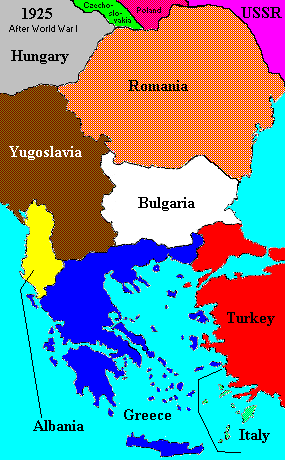 1925
After World War I
Czecho-
slo-
vakia
Poland
USSR
Hungary
Romania
Yugoslavia
Bulgaria
Turkey
Greece
Albania
Italy